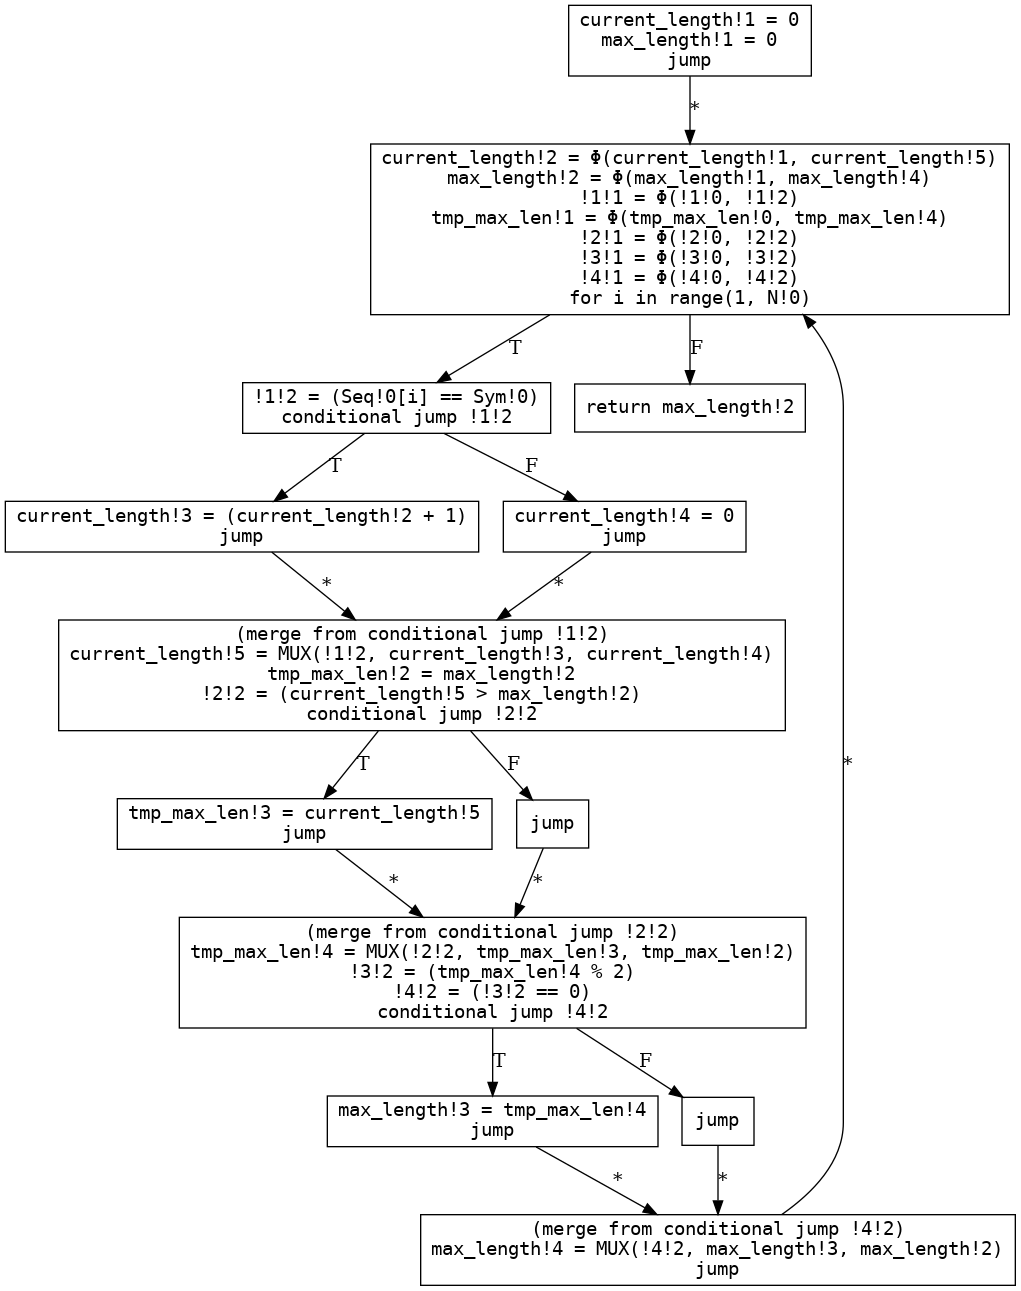 current_length!1 = 0
max_length!1 = 0
jump
*
current_length!2 = Φ(current_length!1, current_length!5)
max_length!2 = Φ(max_length!1, max_length!4)
!1!1 = Φ(!1!0, !1!2)
tmp_max_len!1 = Φ(tmp_max_len!0, tmp_max_len!4)
!2!1 = Φ(!2!0, !2!2)
!3!1 = Φ(!3!0, !3!2)
!4!1 = Φ(!4!0, !4!2)
for i in range(1, N!0)
T
F
!1!2 = (Seq!0[i] == Sym!0)
conditional jump !1!2
return max_length!2
T
F
current_length!3 = (current_length!2 + 1)
jump
current_length!4 = 0
jump
*
*
(merge from conditional jump !1!2)
current_length!5 = MUX(!1!2, current_length!3, current_length!4)
tmp_max_len!2 = max_length!2
!2!2 = (current_length!5 > max_length!2)
conditional jump !2!2
T
F
*
tmp_max_len!3 = current_length!5
jump
jump
*
*
(merge from conditional jump !2!2)
tmp_max_len!4 = MUX(!2!2, tmp_max_len!3, tmp_max_len!2)
!3!2 = (tmp_max_len!4 % 2)
!4!2 = (!3!2 == 0)
conditional jump !4!2
T
F
max_length!3 = tmp_max_len!4
jump
jump
*
*
(merge from conditional jump !4!2)
max_length!4 = MUX(!4!2, max_length!3, max_length!2)
jump